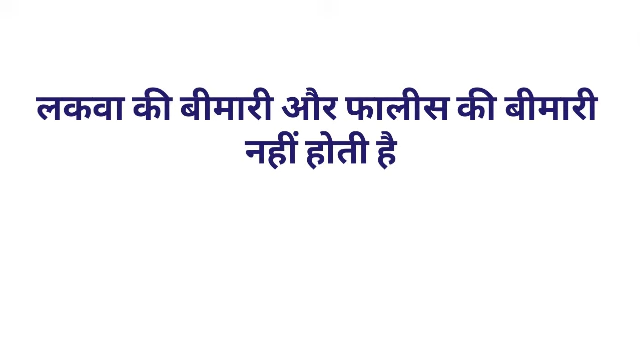 लकवा की बीमारी और फालीस की बीमारी
नहीं होती है